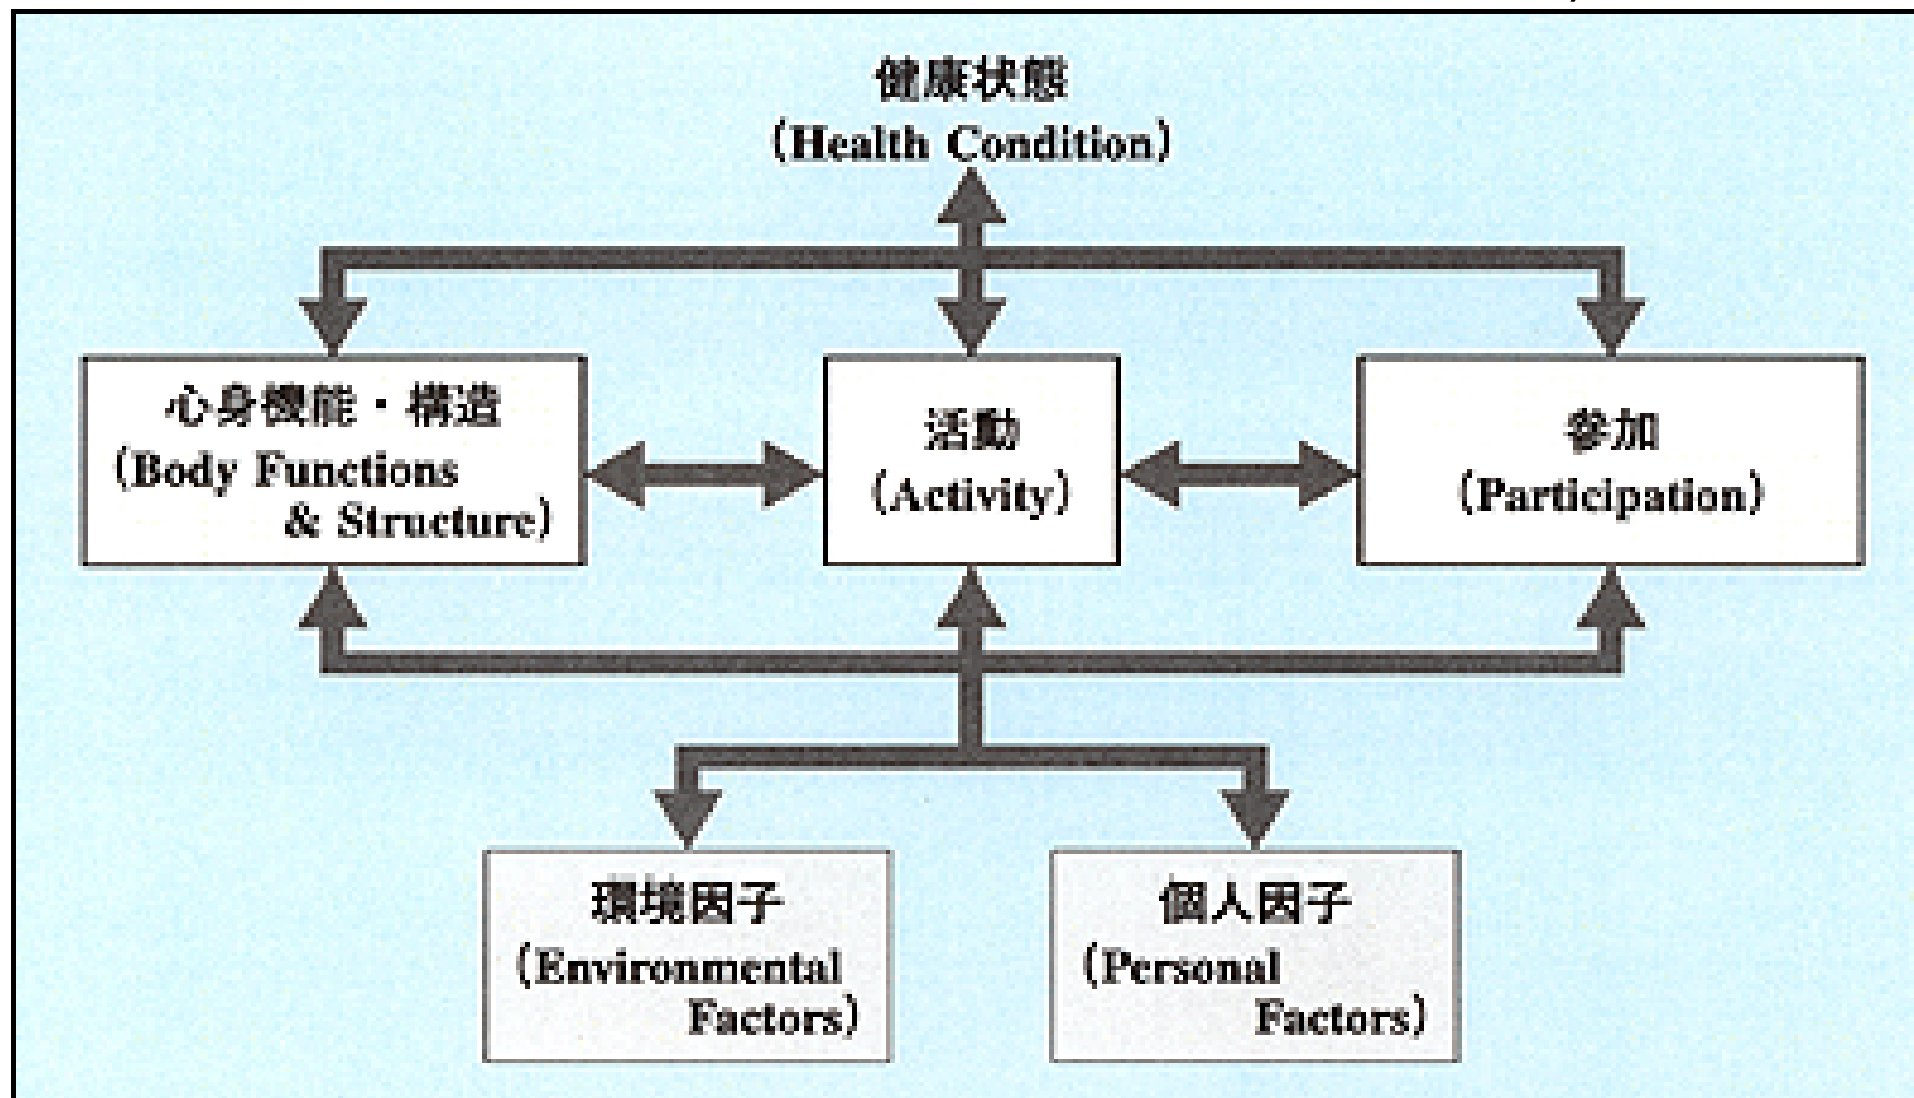 健康状態
(Health Condition)
心身機能・構造
(Body Functions
& Structure)
活動
(Activity)
参加
(Participation)
環境因子
(Environmental
Factors)
個人因子
(Personal
Factors)